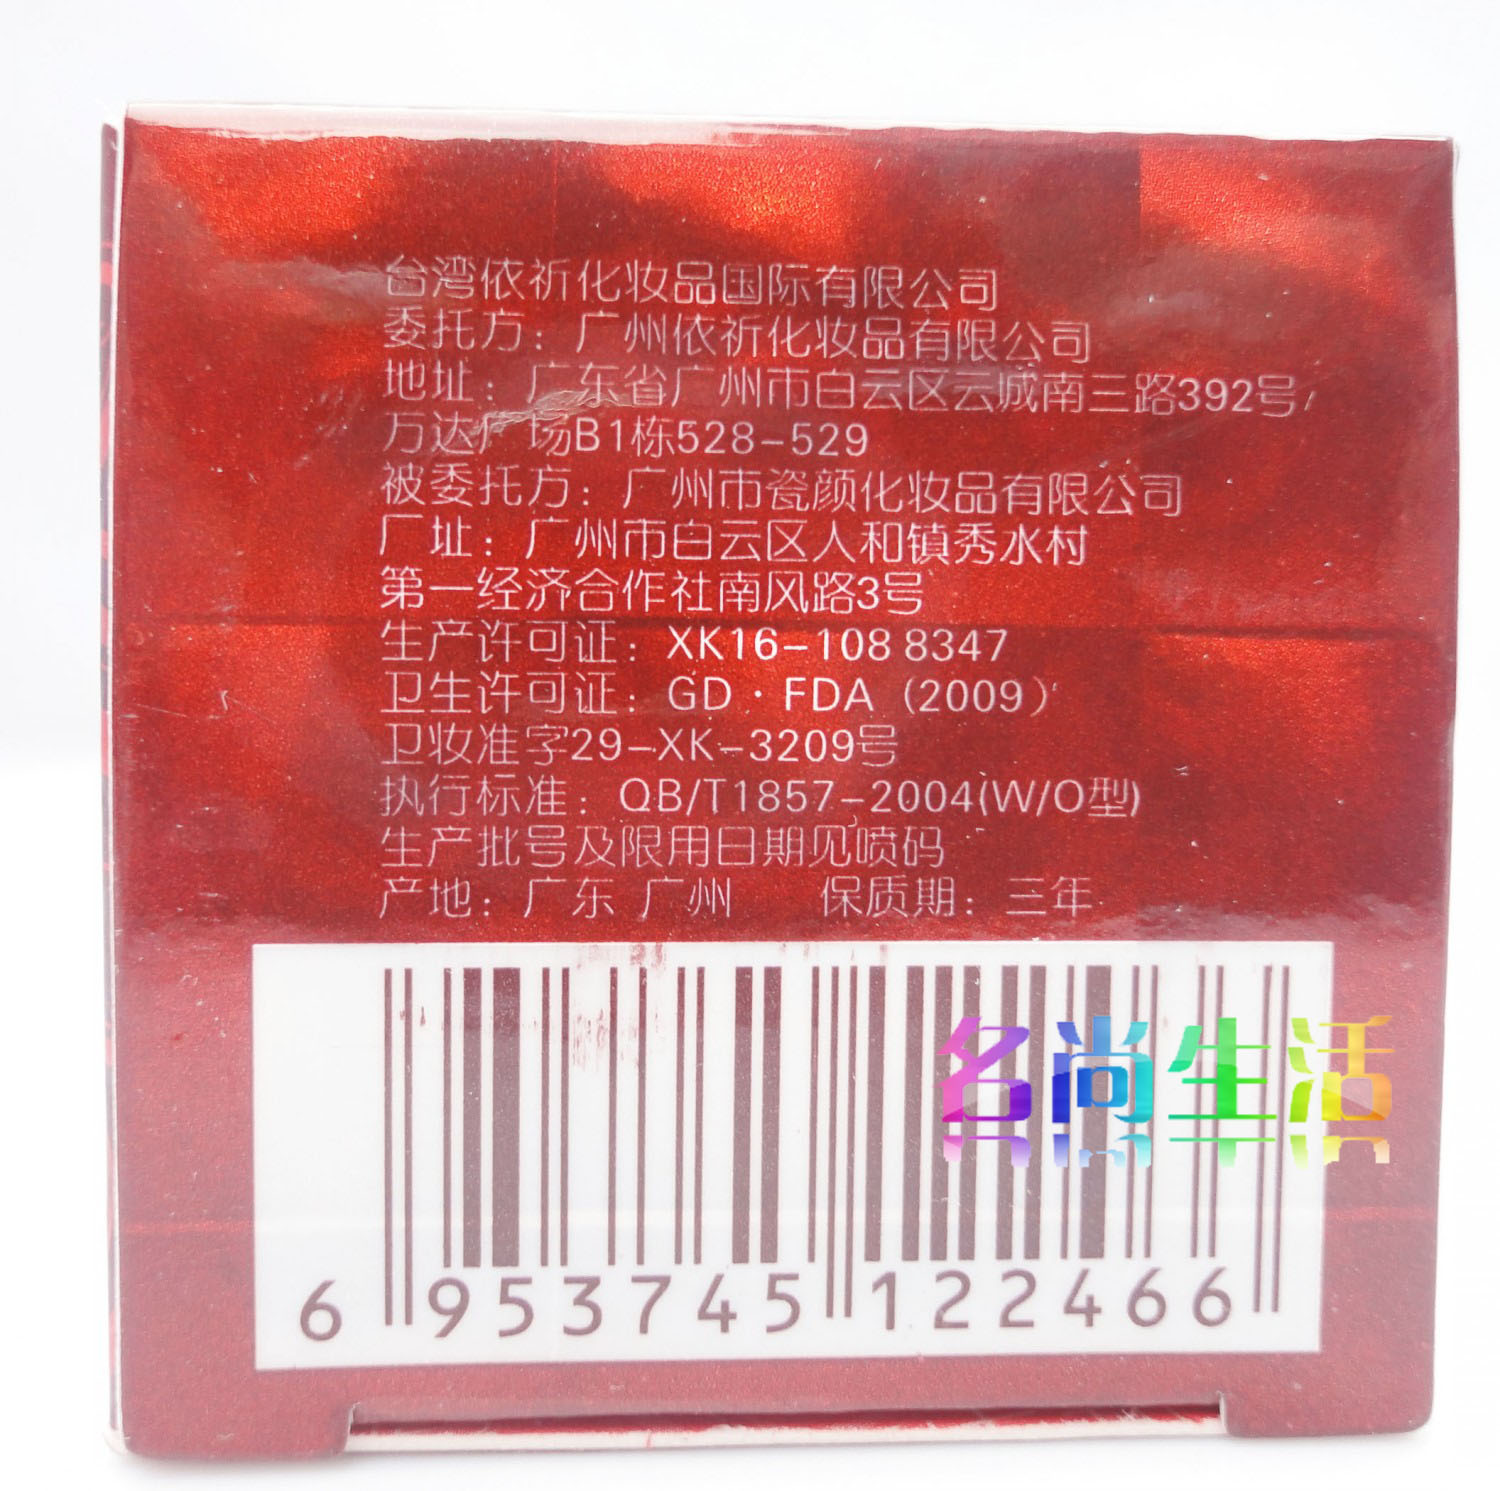 台湾依祈化妆品国际有限公司
委托方：广州依祈化妆品有限公司
地址：广东省广州市白云区云城南三路392号,
万达广场B1栋528-529
被委托方：广州市瓷颜化妆品有限公司
厂址：广州市白云区人和镇秀水村
第一经济合作社南风路3号
生产许可证：XK16-108 8347
卫生许可证：GD·FDA（2009）
卫妆准字29-XK-3209号
执行标准：QB/T1857-2004(W/O型)
生产批号及限用日期见喷码
产地：广东 广州 保质期：三年
名尚生活
6 953745 122466